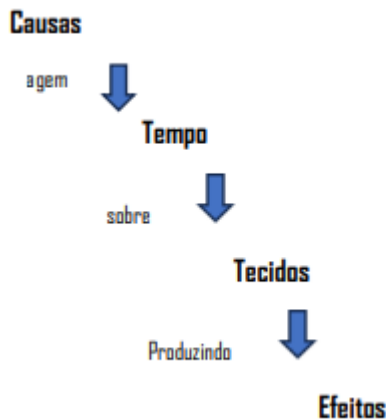 Causas
agem
Tempo
sobre
Tecidos
Produzindo
Efeitos